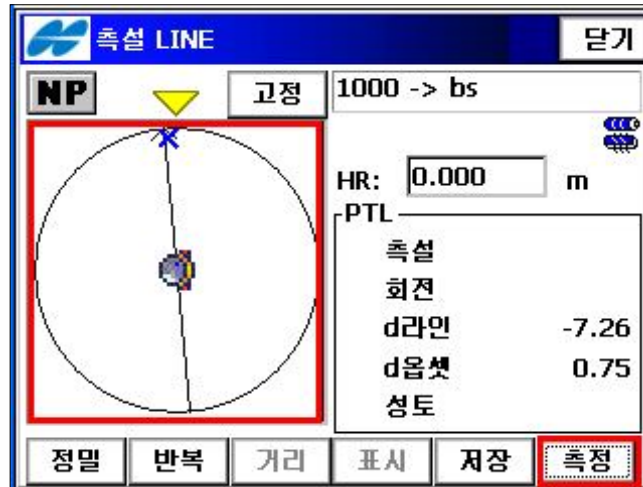 측설 LINE 닫기
NP 고정 1000 -> bs
HR: 0.000 m
PTL
측설
회전
d라인 -7.26
d옵셋 0.75
성토
정밀 반복 거리 표시 저장 측정